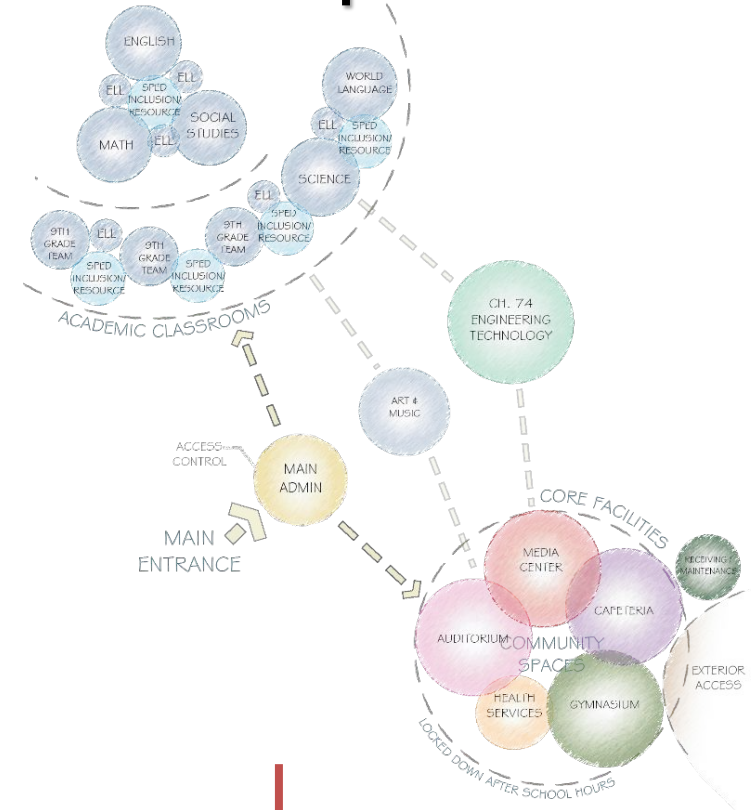 ENGLISH
ELL
ELL
SPED
INCLUSION/
RESOURCE
MATH
ELL
SOCIAL
STUDIES
WORLD
LANGUAGE
ELL
SPED
INCLUSION/
RESOURCE
SCIENCE
ELL
SPED
INCLUSION/
RESOURCE
9TH
GRADE
TEAM
ELL
9TH
GRADE
TEAM
9TH
GRADE
TEAM
SPED
INCLUSION/
RESOURCE
SPED
INCLUSION/
RESOURCE
ACADEMIC CLASSROOMS
CH. 74
ENGINEERING
TECHNOLOGY
ART &
MUSIC
ACCESS
CONTROL
MAIN
ADMIN
MAIN
ENTRANCE
CORE FACILITIES
MEDIA
CENTER
RECEIVING /
MAINTENANCE
CAFETERIA
AUDITORIUM
COMMUNITY
SPACES
HEALTH
SERVICES
GYMNASIUM
EXTERIOR
ACCESS
LOCKED DOWN AFTER SCHOOL HOURS